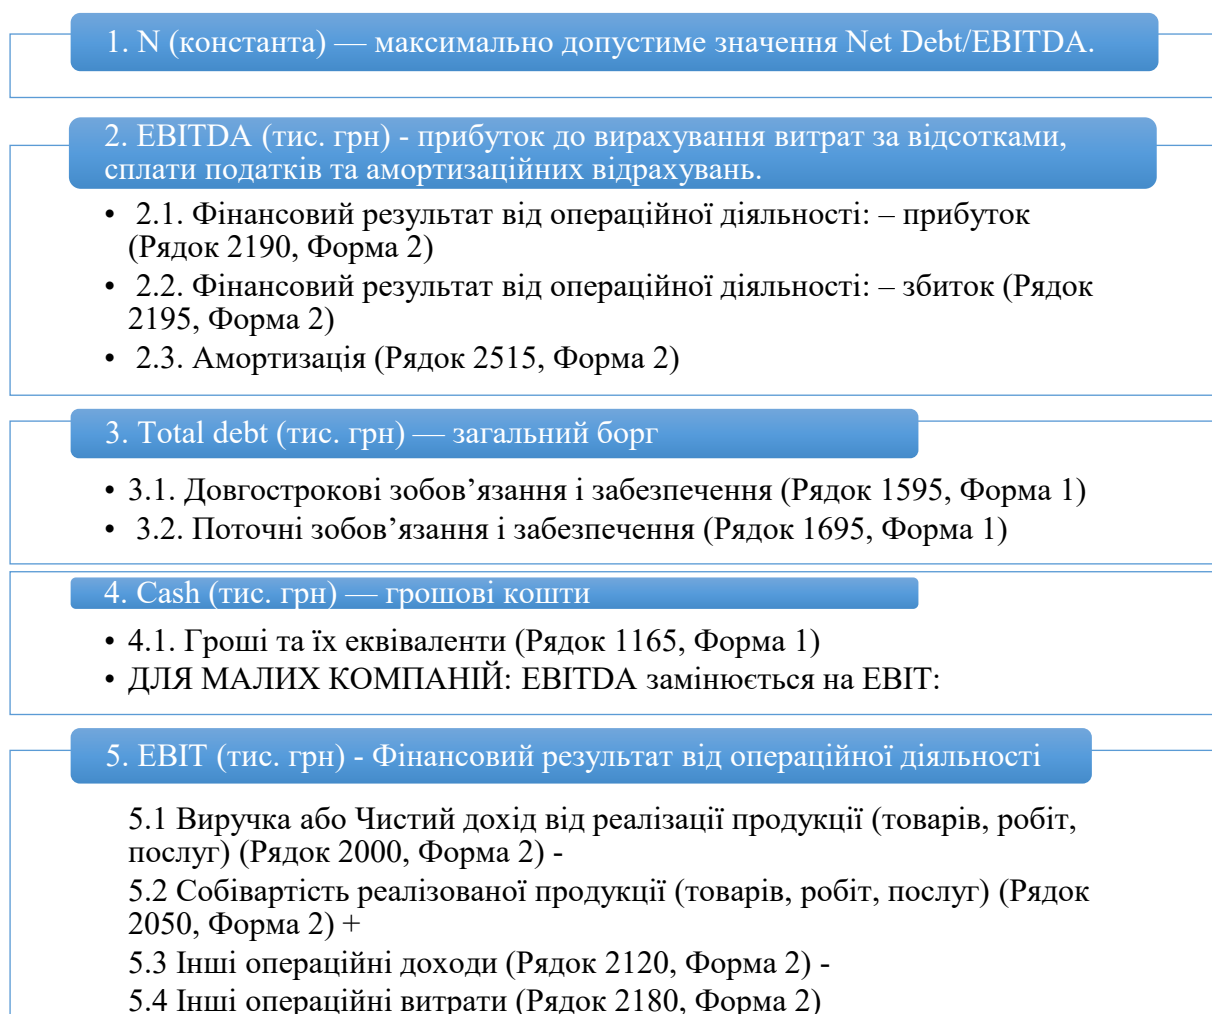 1. N (константа) — максимально допустиме значення Net Debt/EBITDA.
2. EBITDA (тис. грн) - прибуток до вирахування витрат за відсотками,
сплати податків та амортизаційних відрахувань.
• 2.1. Фінансовий результат від операційної діяльності: – прибуток
(Рядок 2190, Форма 2)
• 2.2. Фінансовий результат від операційної діяльності: – збиток (Рядок
2195, Форма 2)
• 2.3. Амортизація (Рядок 2515, Форма 2)
3. Total debt (тис. грн) — загальний борг
• 3.1. Довгострокові зобов’язання і забезпечення (Рядок 1595, Форма 1)
• 3.2. Поточні зобов’язання і забезпечення (Рядок 1695, Форма 1)
4. Cash (тис. грн) — грошові кошти
• 4.1. Гроші та їх еквіваленти (Рядок 1165, Форма 1)
• ДЛЯ МАЛИХ КОМПАНІЙ: EBITDA замінюється на EBIT:
5. EBIT (тис. грн) - Фінансовий результат від операційної діяльності
5.1 Виручка або Чистий дохід від реалізації продукції (товарів, робіт,
послуг) (Рядок 2000, Форма 2) -
5.2 Собівартість реалізованої продукції (товарів, робіт, послуг) (Рядок
2050, Форма 2) +
5.3 Інші операційні доходи (Рядок 2120, Форма 2) -
5.4 Інші операційні витрати (Рядок 2180, Форма 2)